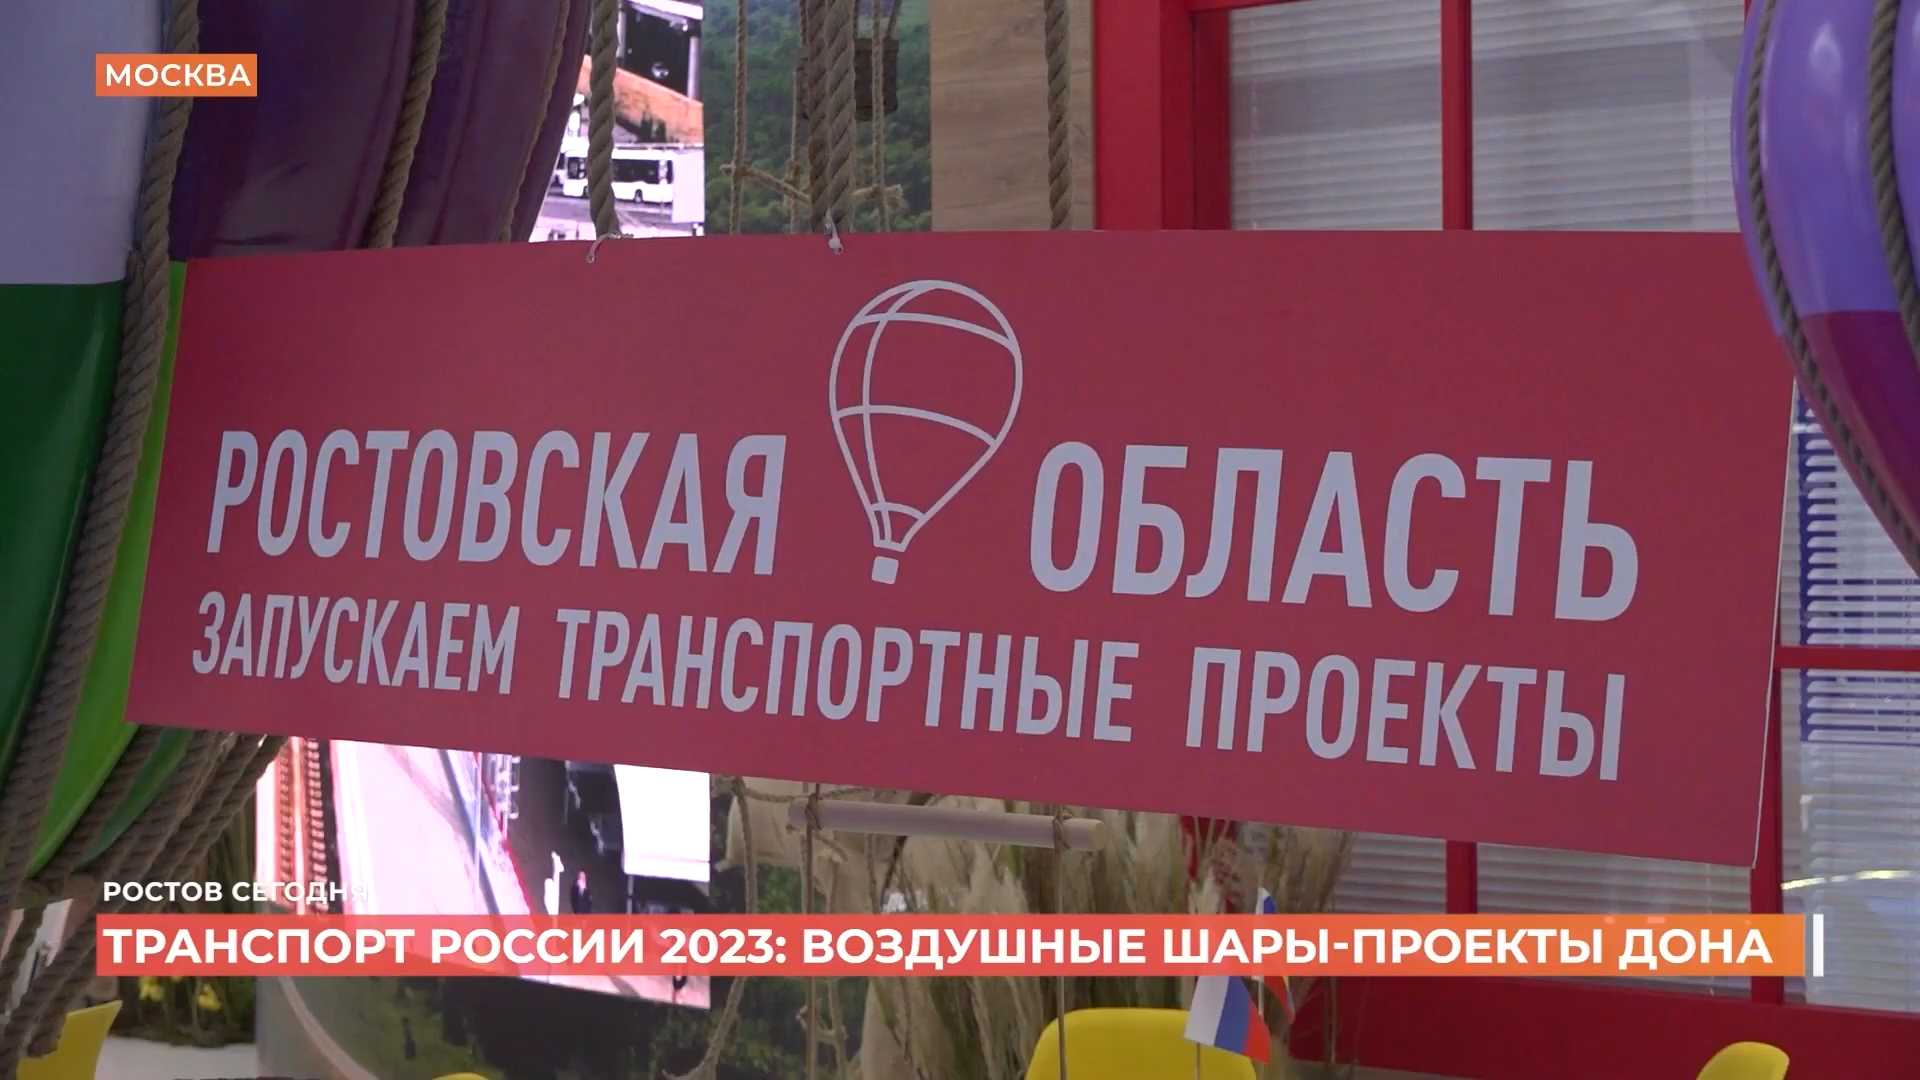 МОСКВА
РОСТОВСКАЯ ОБЛАСТЬ
ЗАПУСКАЕМ ТРАНСПОРТНЫЕ ПРОЕКТЫ
РОСТОВ СЕГОДНЯ
ТРАНСПОРТ РОССИИ 2023: ВОЗДУШНЫЕ ШАРЫ-ПРОЕКТЫ ДОНА